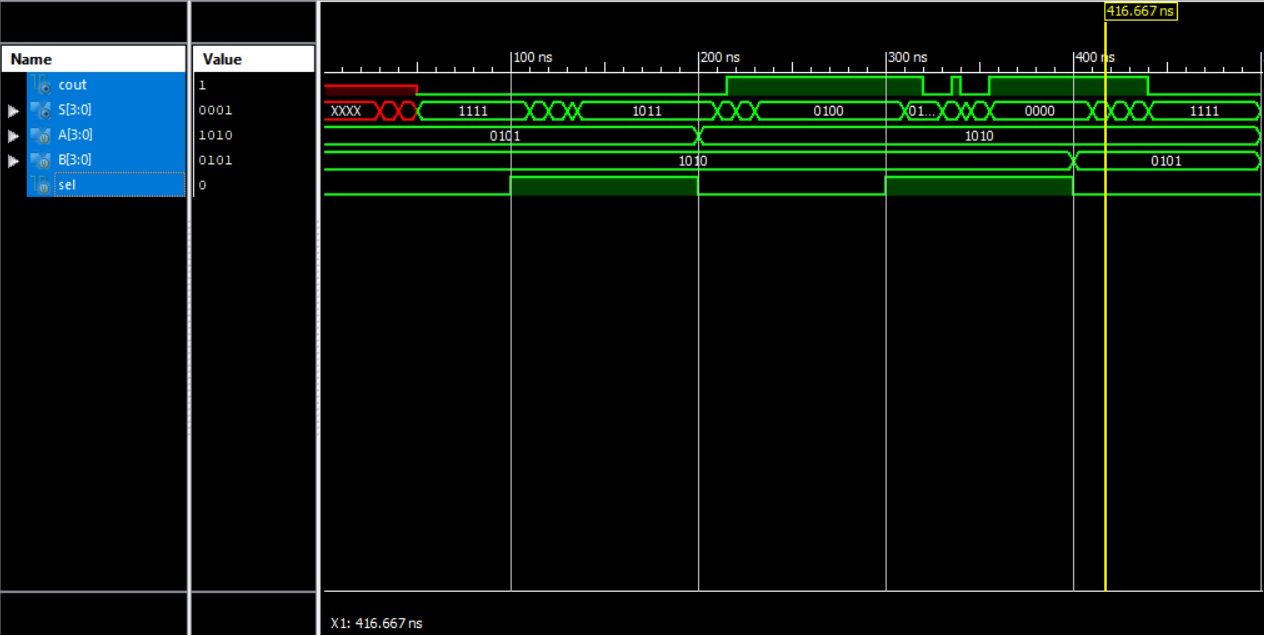 416.667 ns
Name Value 100 ns 200 ns 300 ns 400 ns
cout 1
S[3:0] 0001 XXXX 1111 1011 0100 01... 0000 1111
A[3:0] 1010 0101 1010
B[3:0] 0101 1010 0101
sel 0
X1: 416.667 ns